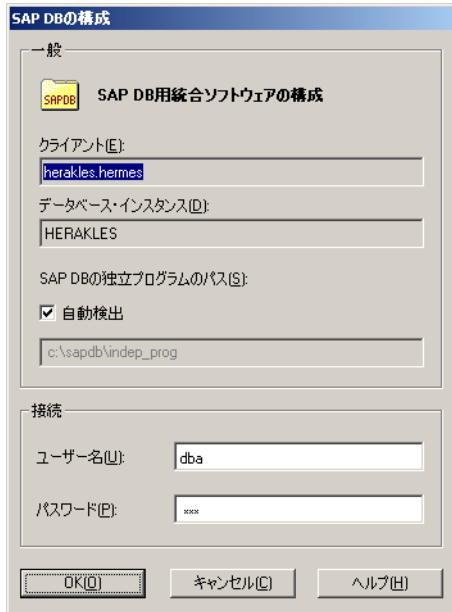 SAP DBの構成
一般
SAPDB
SAP DB用統合ソフトウェアの構成
クライアント(E):
herakles.hermes
データベース・インスタンス(D):
HERAKLES
SAP DBの独立プログラムのパス(S):
自動検出
c:\sapdb\indep_prog
接続
ユーザー名(U):
dba
パスワード(P):
***
OK(O)
キャンセル(C)
ヘルプ(H)